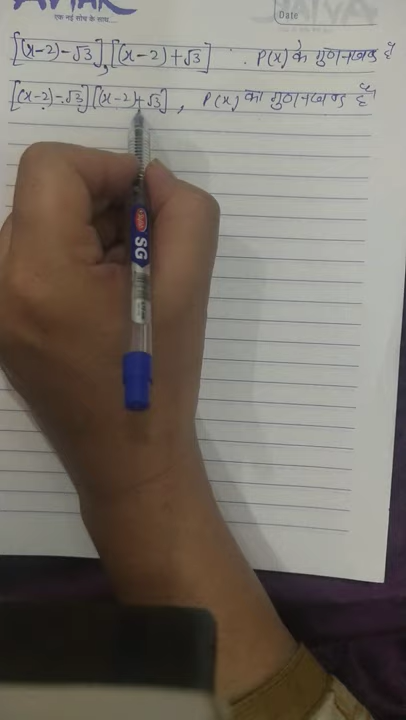 एक नई सोच के साथ......
Date
[(x-2)-√3], [(x-2)+√3] . P(x) के गुणनखण्ड हैं
[(x-2)-√3][(x-2)+√3], P(x) का गुणनखण्ड है।
SG